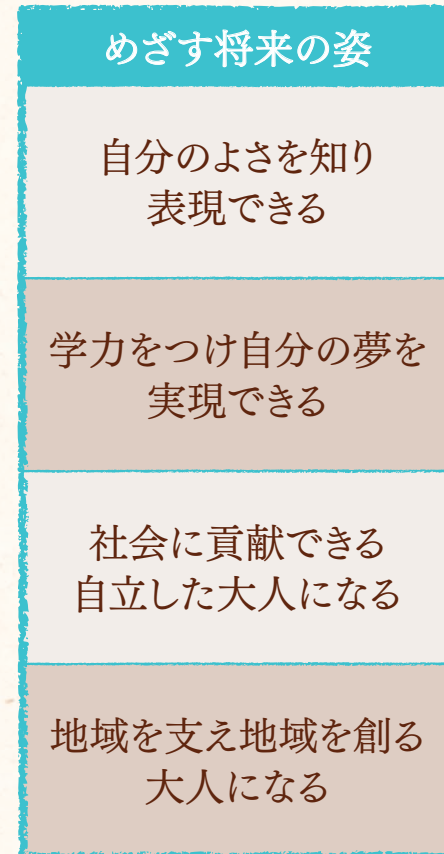 めざす将来の姿
自分のよさを知り
表現できる
学力をつけ自分の夢を
実現できる
社会に貢献できる
自立した大人になる
地域を支え地域を創る
大人になる